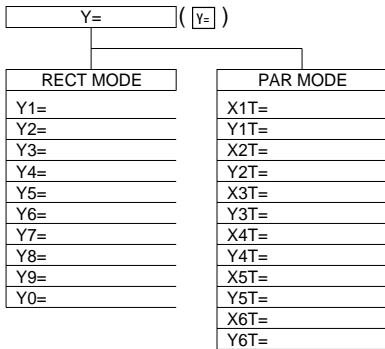 Y= ( Y= )
RECT MODE
Y1=
Y2=
Y3=
Y4=
Y5=
Y6=
Y7=
Y8=
Y9=
Y0=
PAR MODE
X1T=
Y1T=
X2T=
Y2T=
X3T=
Y3T=
X4T=
Y4T=
X5T=
Y5T=
X6T=
Y6T=